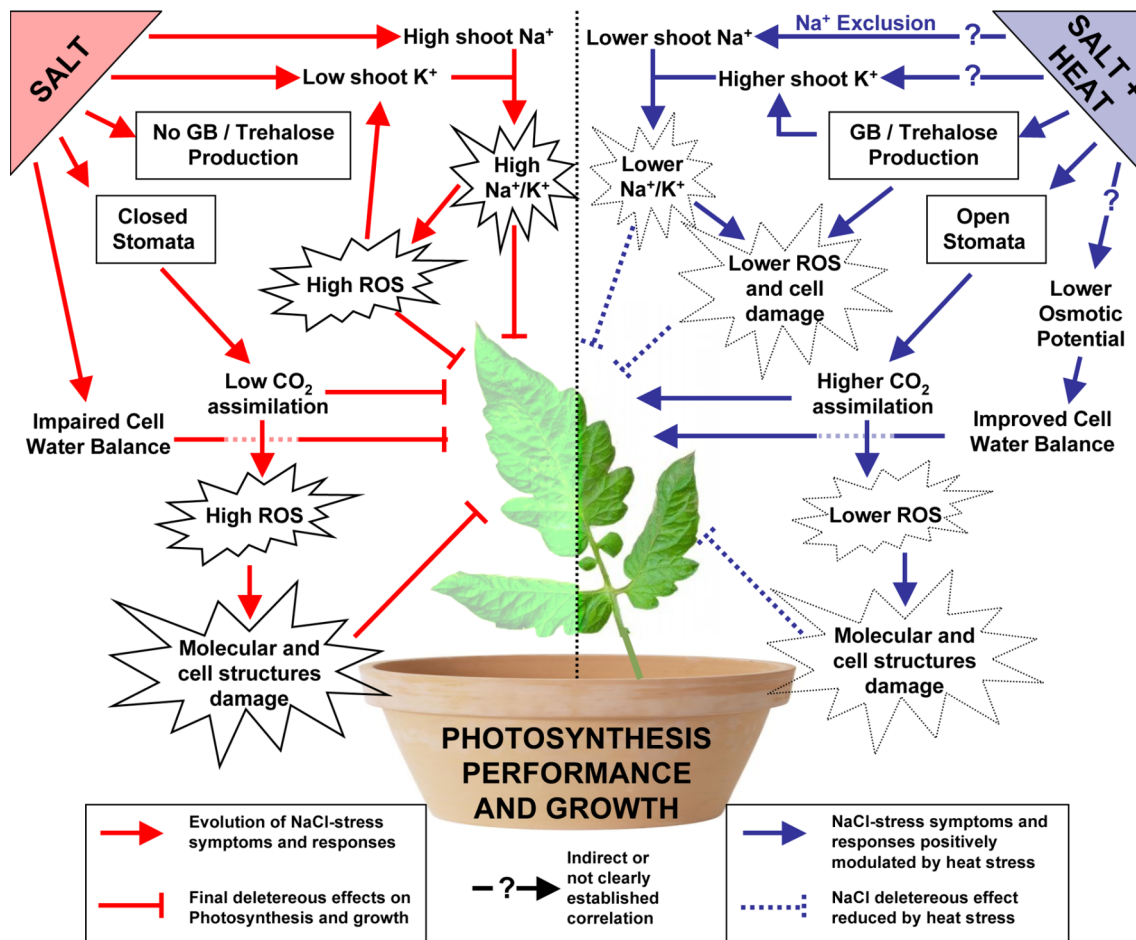 SALT
High shoot Na⁺
Low shoot K⁺
No GB / Trehalose
Production
Closed
Stomata
High
Na⁺/K⁺
High ROS
Low CO₂
assimilation
Impaired Cell
Water Balance
High ROS
Molecular and
cell structures
damage
SALT +
HEAT
Na⁺ Exclusion
?
Lower shoot Na⁺
Higher shoot K⁺
?
GB / Trehalose
Production
Lower
Na⁺/K⁺
Open
Stomata
?
Lower ROS
and cell
damage
Lower
Osmotic
Potential
Higher CO₂
assimilation
Improved Cell
Water Balance
Lower ROS
Molecular and
cell structures
damage
PHOTOSYNTHESIS
PERFORMANCE
AND GROWTH
Evolution of NaCl-stress
symptoms and responses
Final deletereous effects on
Photosynthesis and growth
?
Indirect or
not clearly
established
correlation
NaCl-stress symptoms and
responses positively
modulated by heat stress
NaCl deletereous effect
reduced by heat stress